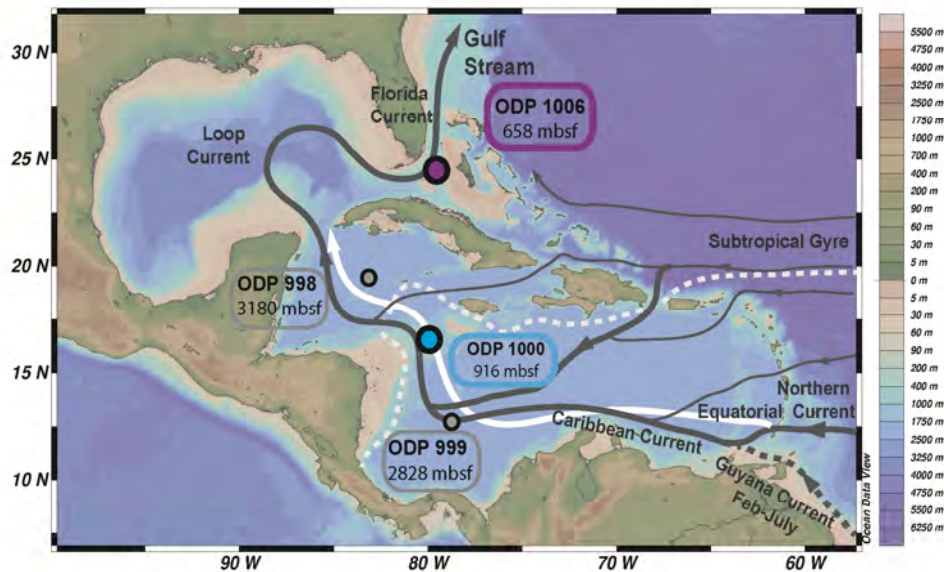 30 N
25 N
20 N
15 N
10 N
90 W
80 W
70 W
60 W
Gulf
Stream
Florida
Current
ODP 1006
658 mbsf
Loop
Current
Subtropical Gyre
ODP 998
3180 mbsf
ODP 1000
916 mbsf
Northern
Equatorial Current
Caribbean Current
ODP 999
2828 mbsf
Guyana Current
Feb-July
Ocean Data View
5500 m
4750 m
4000 m
3250 m
2500 m
1750 m
1000 m
700 m
400 m
200 m
90 m
60 m
30 m
5 m
0 m
5 m
30 m
60 m
90 m
200 m
400 m
1000 m
1750 m
2500 m
3250 m
4000 m
4750 m
5500 m
6250 m